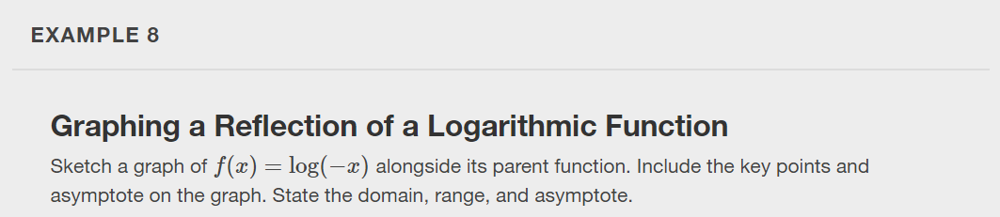 EXAMPLE 8
Graphing a Reflection of a Logarithmic Function
Sketch a graph of f(x) = log(−x) alongside its parent function. Include the key points and
asymptote on the graph. State the domain, range, and asymptote.